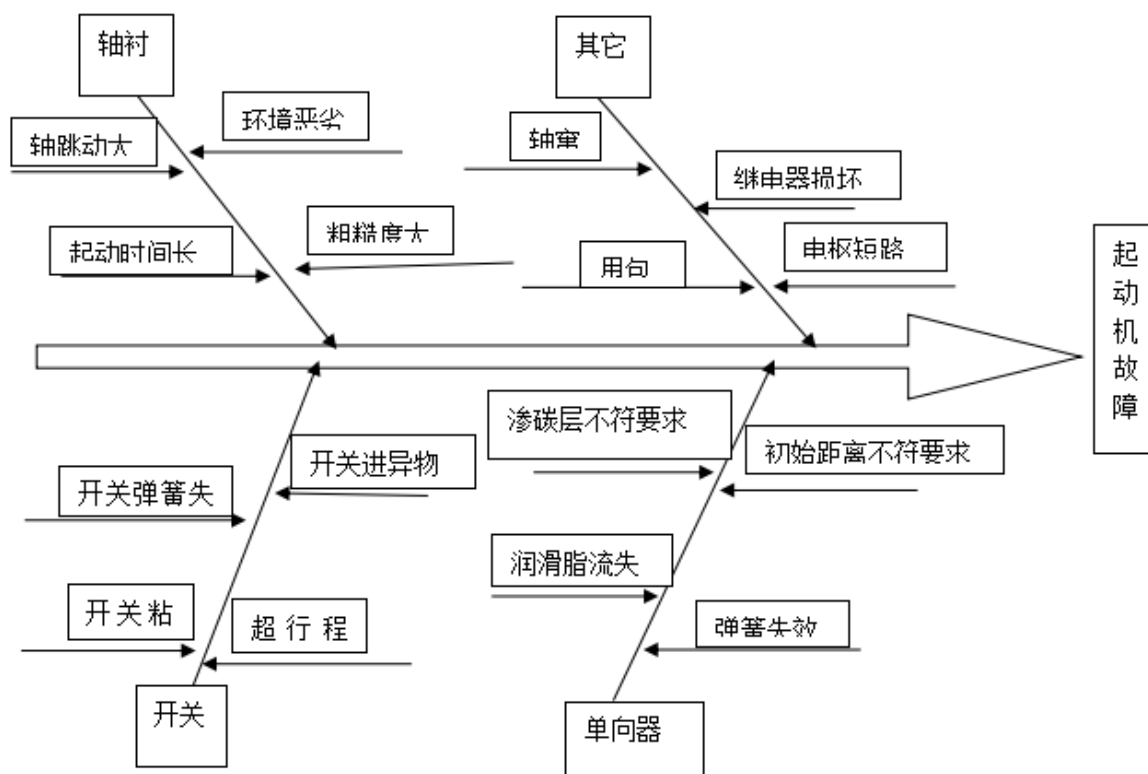 轴衬
其它
环境恶劣
轴跳动大
轴窜
继电器损坏
粗糙度大
起动时间长
电枢短路
起动机故障
渗碳层不符要求
初始距离不符要求
开关进异物
开关弹簧失
润滑脂流失
开关粘
超行程
弹簧失效
开关
单向器